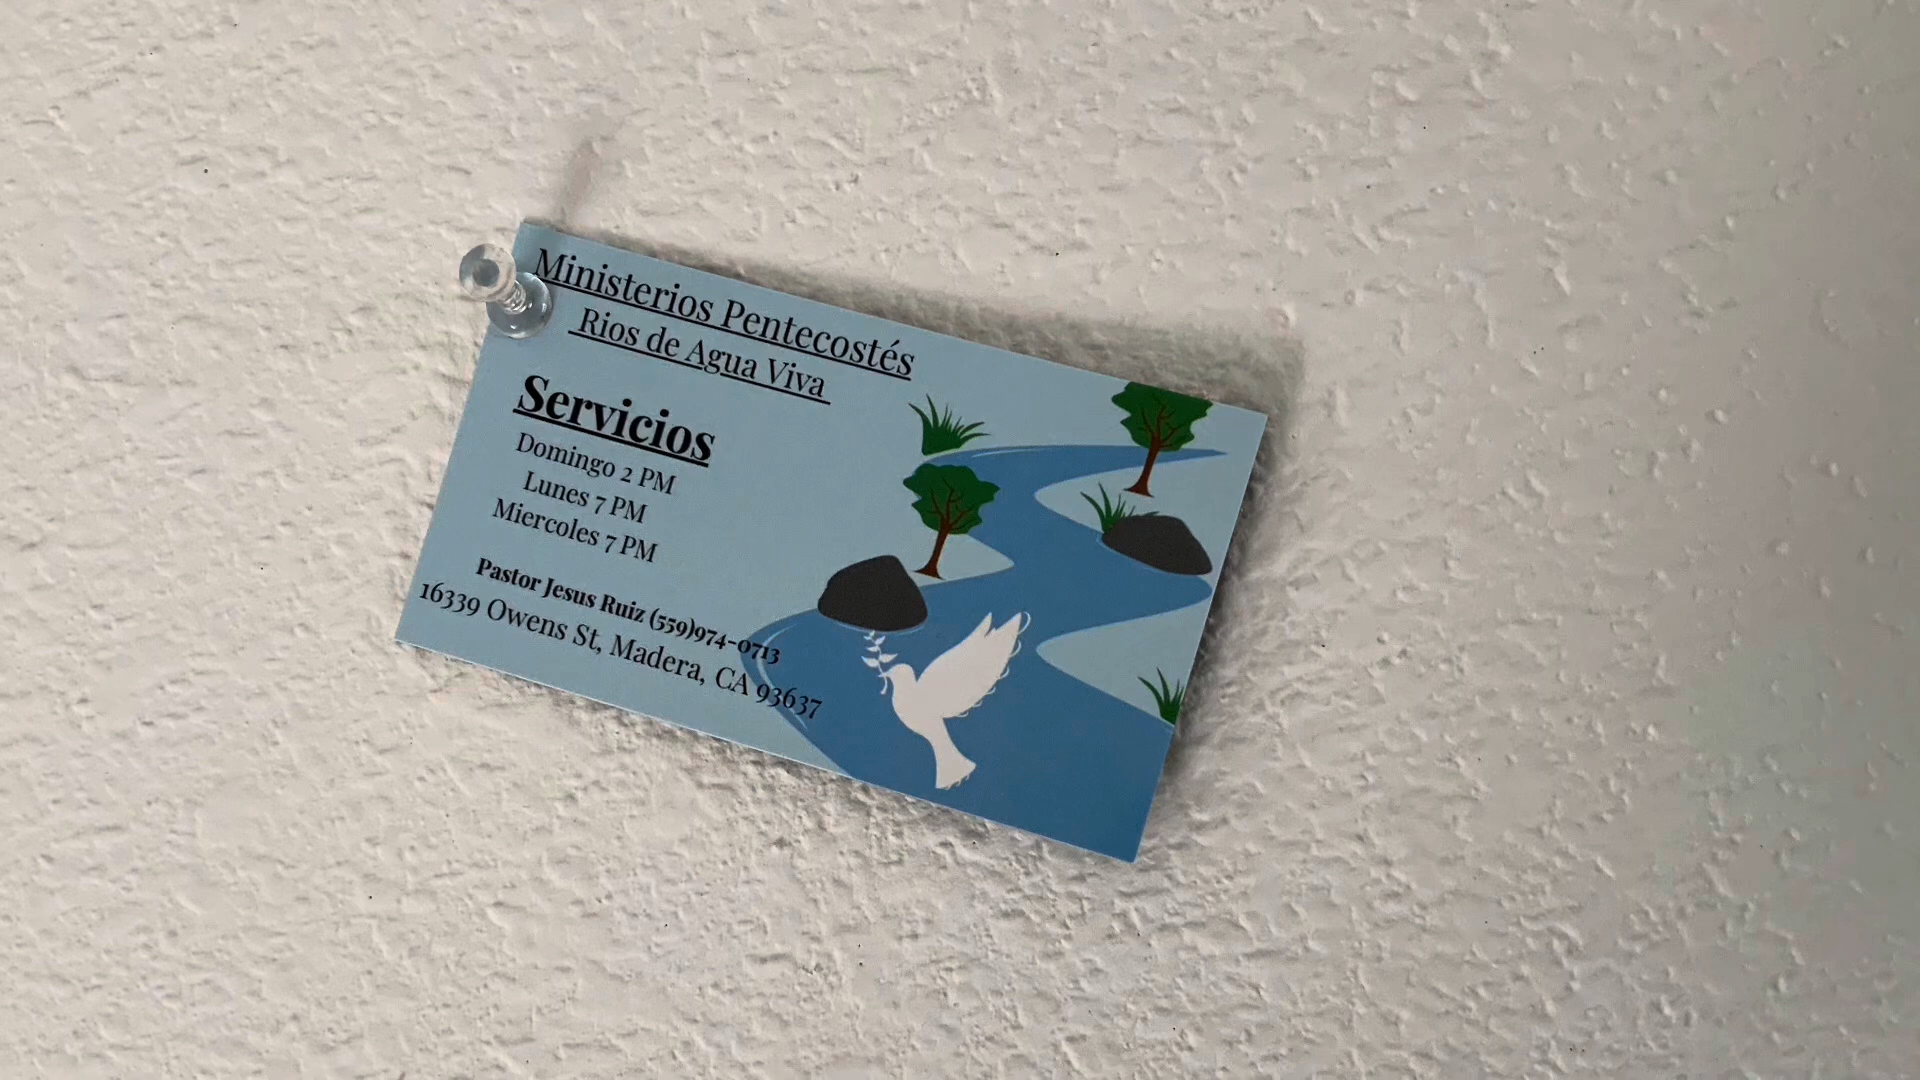 Ministerios Pentecostés
Rios de Agua Viva
Servicios
Domingo 2 PM
Lunes 7 PM
Miercoles 7 PM
Pastor Jesus Ruiz (559)974-0713
16339 Owens St, Madera, CA 93637